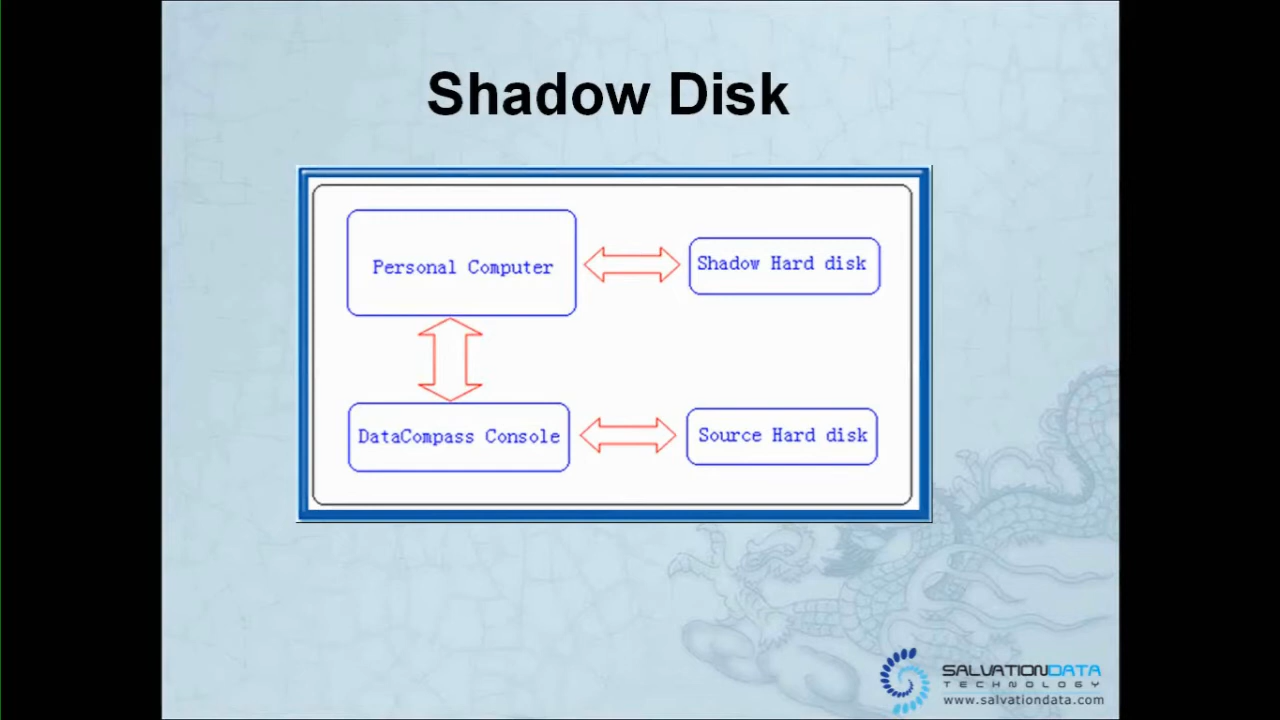 Shadow Disk
Personal Computer
Shadow Hard disk
DataCompass Console
Source Hard disk
SALVATIONDATA
TECHNOLOGY
www.salvationdata.com